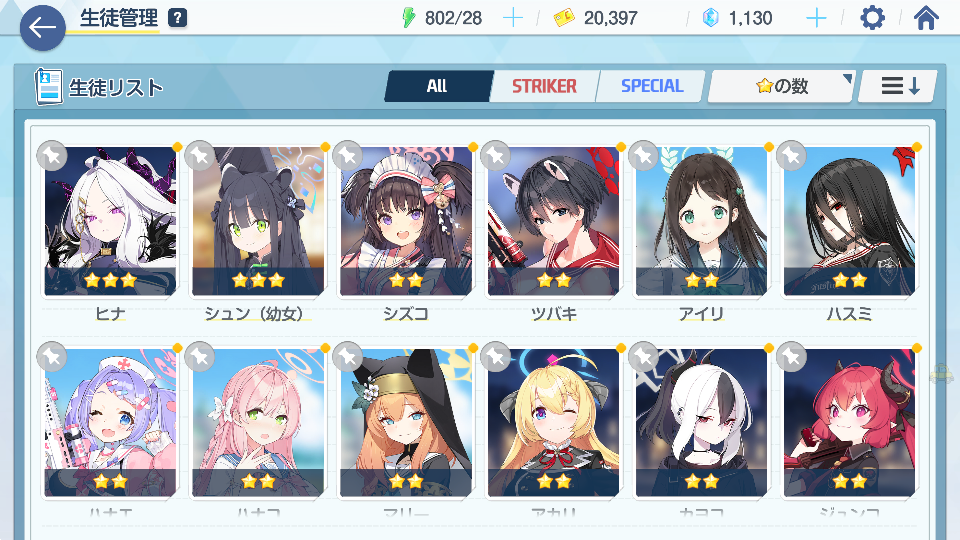 生徒管理 ?
802/28
20,397
1,130
生徒リスト
All
STRIKER
SPECIAL
の数
ヒナ
シュン（幼女）
シズコ
ツバキ
アイリ
ハスミ
ハナエ
ハナコ
マリー
アカリ
カヨコ
ジュンコ